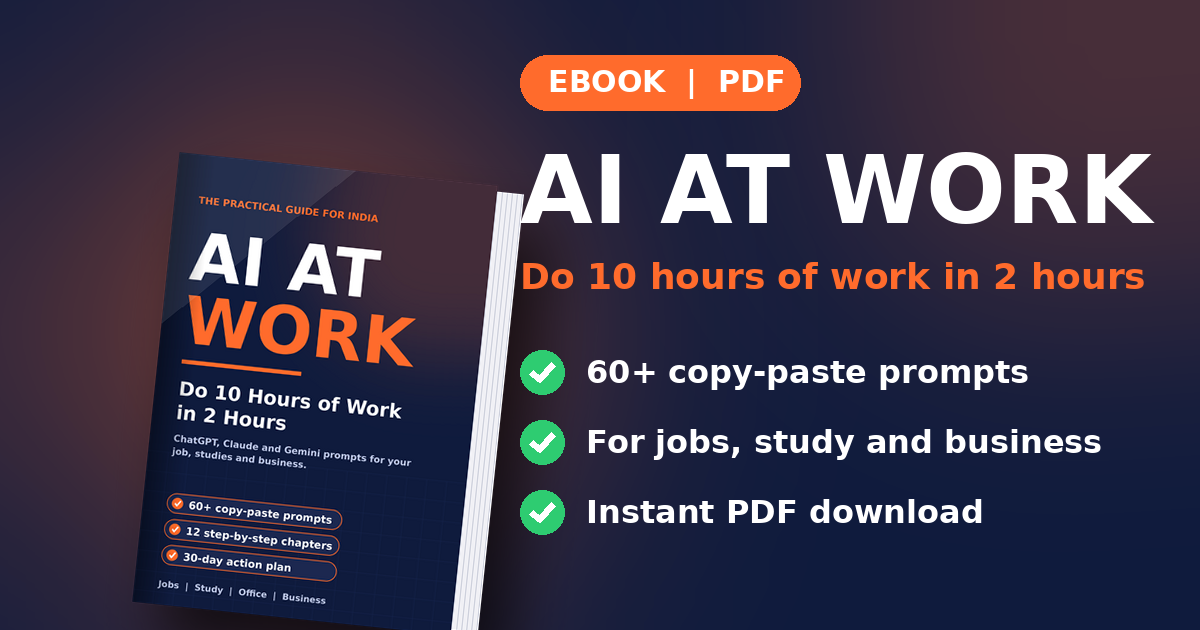 EBOOK | PDF
AI AT WORK
Do 10 hours of work in 2 hours
60+ copy-paste prompts
For jobs, study and business
Instant PDF download
THE PRACTICAL GUIDE FOR INDIA
AI AT
WORK
Do 10 Hours of Work
in 2 Hours
ChatGPT, Claude and Gemini prompts for your
job, studies and business.
60+ copy-paste prompts
12 step-by-step chapters
30-day action plan
Jobs | Study | Office | Business